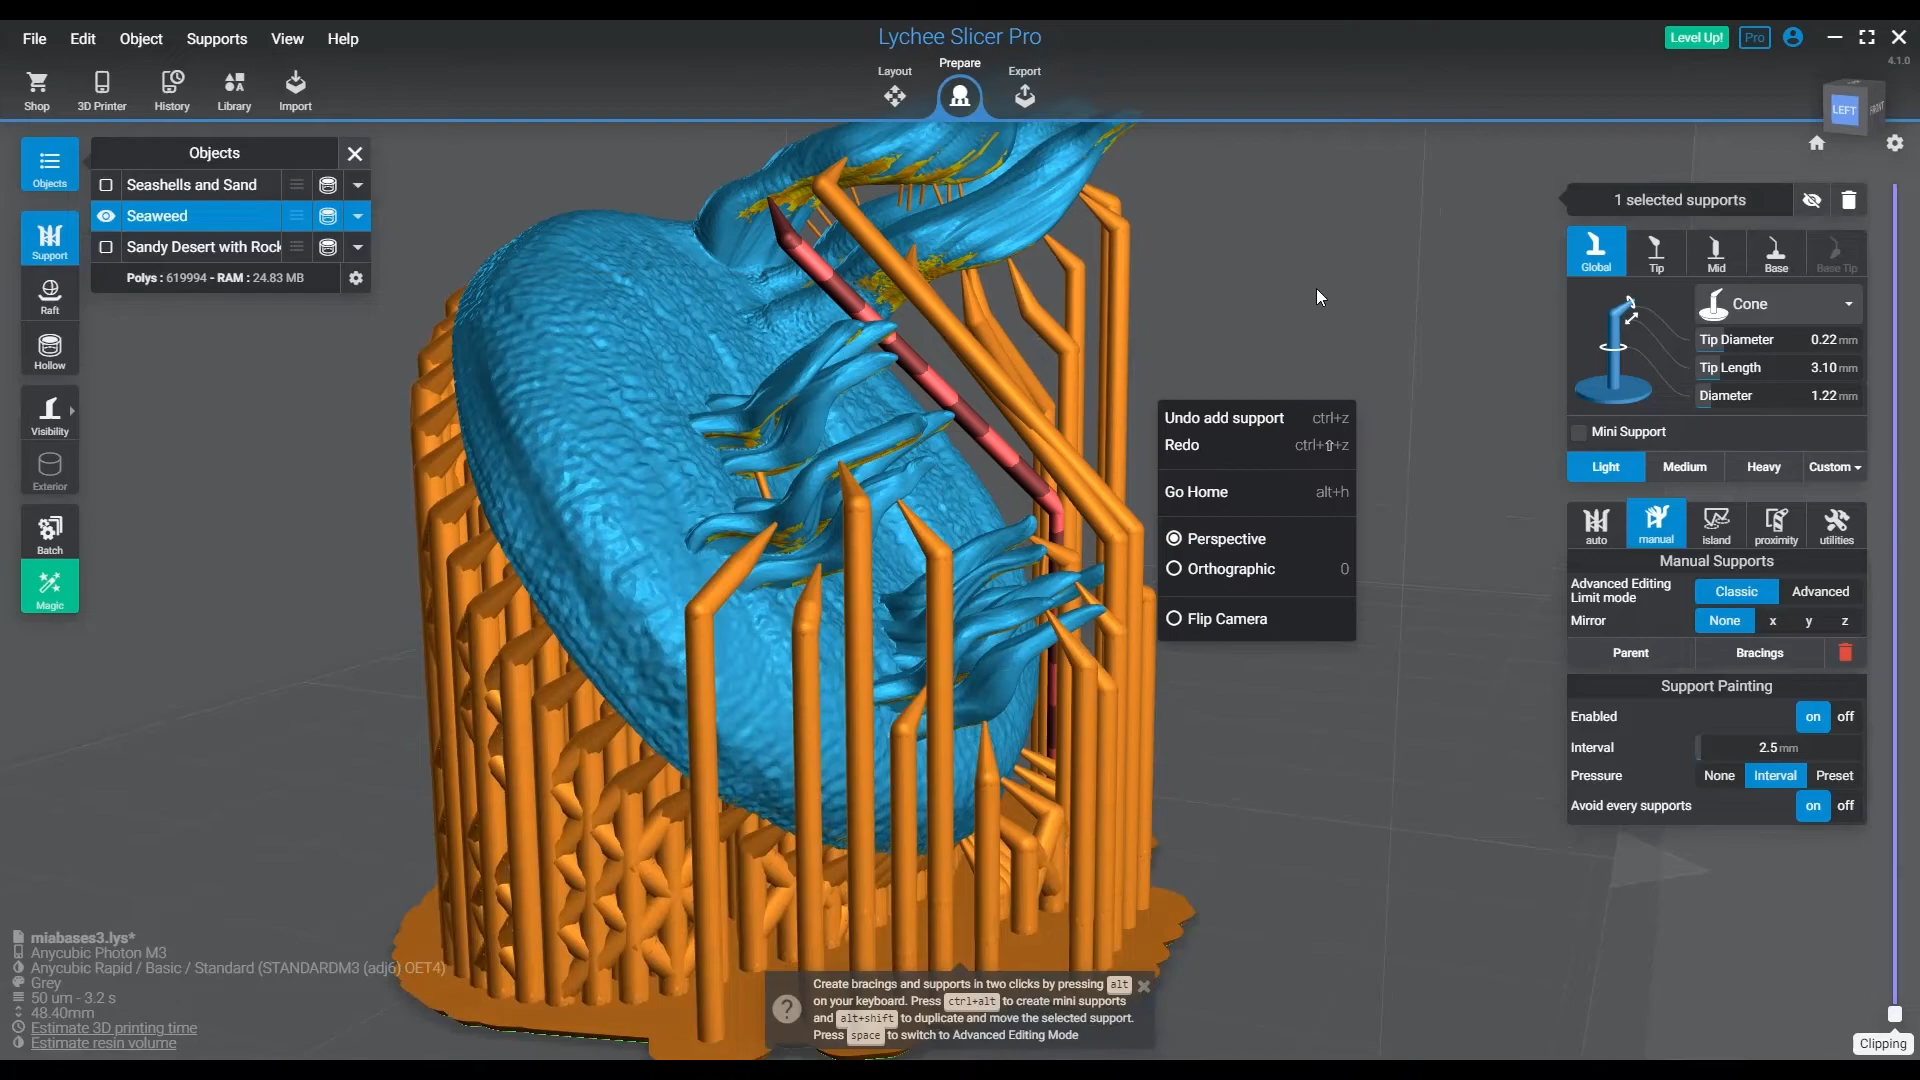 File Edit Object Supports View Help
Lychee Slicer Pro
Level Up! Pro
4.1.0
Shop 3D Printer History Library Import
Layout Prepare Export
LEFT FRONT
Objects
Objects
Seashells and Sand
Seaweed
Sandy Desert with Rock
Polys : 619994 - RAM : 24.83 MB
Support
Raft
Hollow
Visibility
Exterior
Batch
Magic
Undo add support ctrl+z
Redo ctrl+⇧+z
Go Home alt+h
Perspective
Orthographic 0
Flip Camera
1 selected supports
Global Tip Mid Base Base Tip
Cone
Tip Diameter 0.22 mm
Tip Length 3.10 mm
Diameter 1.22 mm
Mini Support
Light Medium Heavy Custom
auto manual island proximity utilities
Manual Supports
Advanced Editing
Limit mode
Classic Advanced
Mirror None x y z
Parent Bracings
Support Painting
Enabled on off
Interval 2.5 mm
Pressure None Interval Preset
Avoid every supports on off
miabases3.lys*
Anycubic Photon M3
Anycubic Rapid / Basic / Standard (STANDARDM3 (adj6) OET4)
Grey
50 um - 3.2 s
48.40mm
Estimate 3D printing time
Estimate resin volume
? Create bracings and supports in two clicks by pressing alt
on your keyboard. Press ctrl+alt to create mini supports
and alt+shift to duplicate and move the selected support.
Press space to switch to Advanced Editing Mode
Clipping